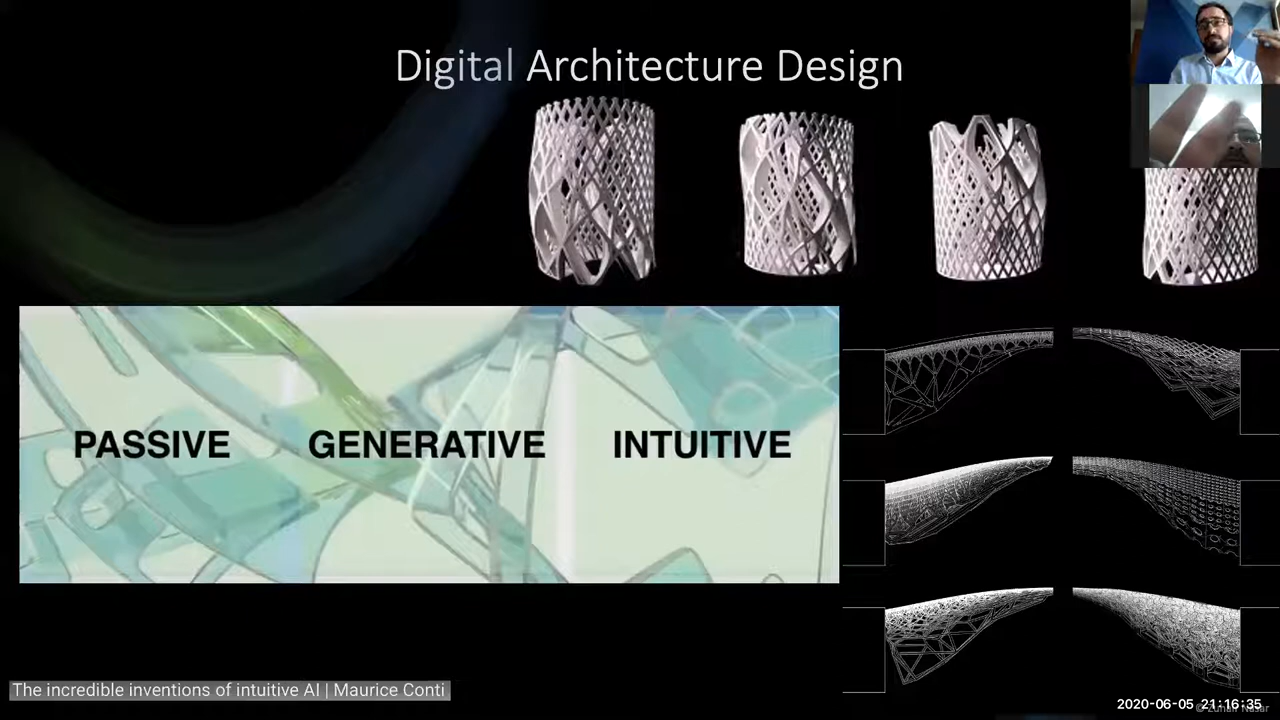 Digital Architecture Design
PASSIVE GENERATIVE INTUITIVE
The incredible inventions of intuitive AI | Maurice Conti
2020-06-05 21:16:35